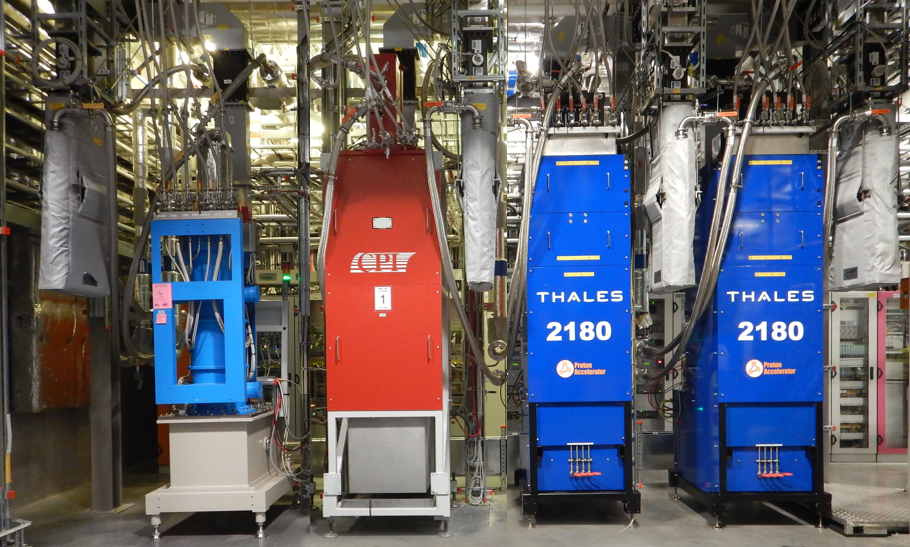 CPI
1
THALES
2180
Proton
Accelerator
THALES
2180
Proton
Accelerator